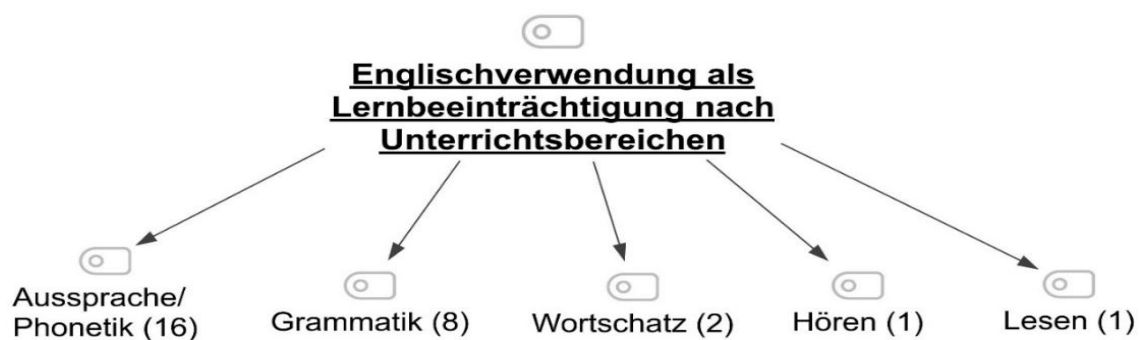 Englischverwendung als
Lernbeeinträchtigung nach
Unterrichtsbereichen
Aussprache/
Phonetik (16)
Grammatik (8)
Wortschatz (2)
Hören (1)
Lesen (1)